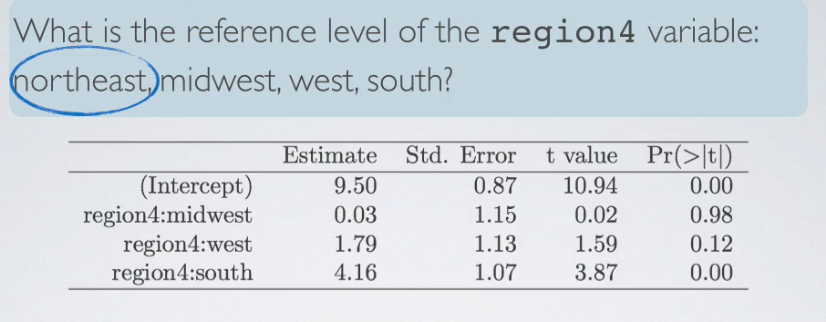 What is the reference level of the region4 variable:
northeast, midwest, west, south?
Estimate Std. Error t value Pr(>|t|)
(Intercept) 9.50 0.87 10.94 0.00
region4:midwest 0.03 1.15 0.02 0.98
region4:west 1.79 1.13 1.59 0.12
region4:south 4.16 1.07 3.87 0.00